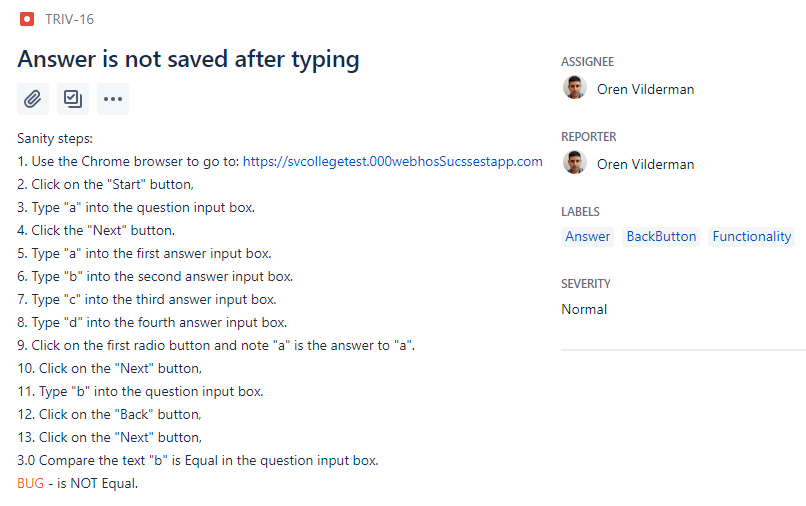 TRIV-16
Answer is not saved after typing
Sanity steps:
1. Use the Chrome browser to go to: https://svcollegetest.000webhosSucssestapp.com
2. Click on the "Start" button,
3. Type "a" into the question input box.
4. Click the "Next" button.
5. Type "a" into the first answer input box.
6. Type "b" into the second answer input box.
7. Type "c" into the third answer input box.
8. Type "d" into the fourth answer input box.
9. Click on the first radio button and note "a" is the answer to "a".
10. Click on the "Next" button,
11. Type "b" into the question input box.
12. Click on the "Back" button,
13. Click on the "Next" button,
3.0 Compare the text "b" is Equal in the question input box.
BUG - is NOT Equal.
ASSIGNEE
Oren Vilderman
REPORTER
Oren Vilderman
LABELS
Answer BackButton Functionality
SEVERITY
Normal